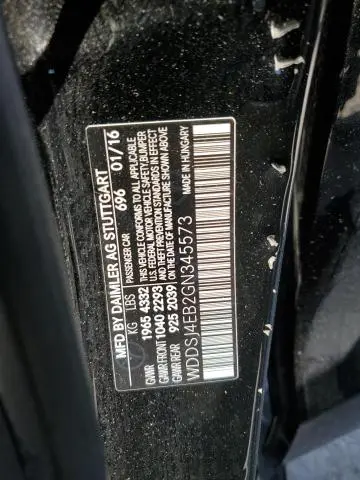 MFD BY DAIMLER AG STUTTGART
PASSENGER CAR 696 01/16
KG LBS
GVWR 1965 4332
GAWR FRONT 1040 2293
GAWR REAR 925 2039
THIS VEHICLE CONFORMS TO ALL APPLICABLE
U.S. FEDERAL MOTOR VEHICLE SAFETY, BUMPER
AND THEFT PREVENTION STANDARDS IN EFFECT
ON THE DATE OF MANUFACTURE SHOWN ABOVE
MADE IN HUNGARY
WDDSJ4EB2GN345573